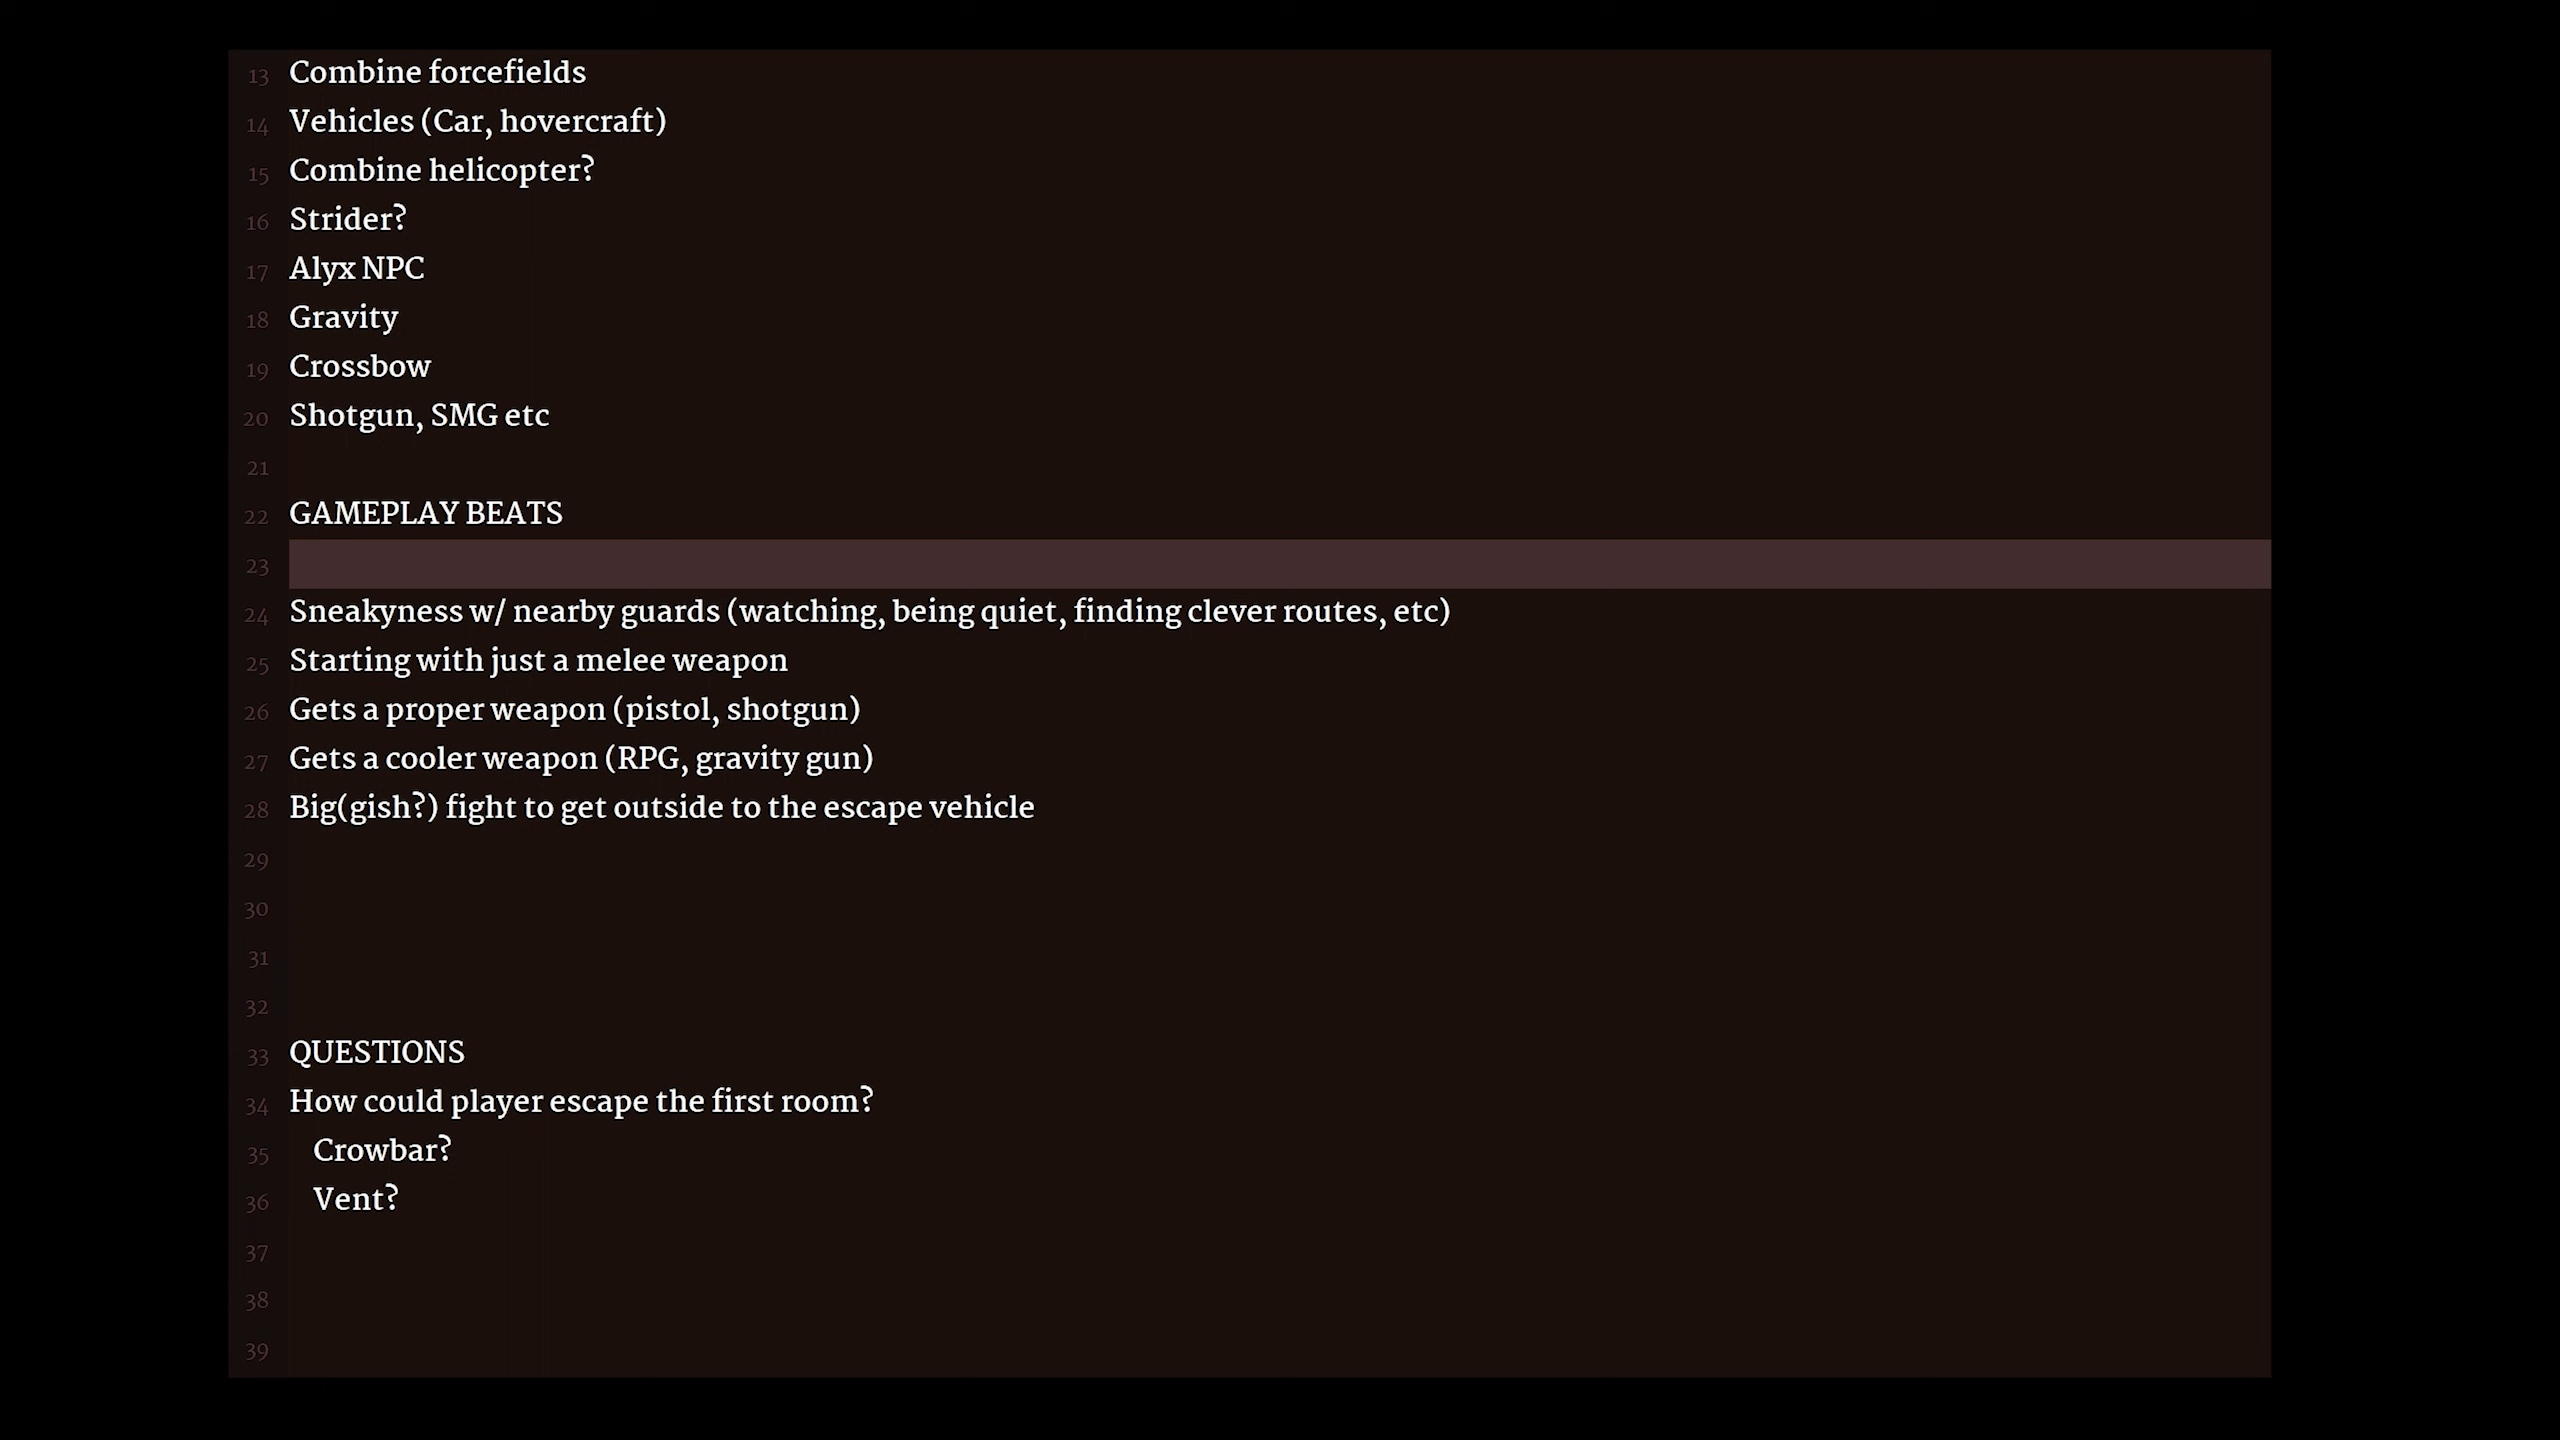 13 Combine forcefields
14 Vehicles (Car, hovercraft)
15 Combine helicopter?
16 Strider?
17 Alyx NPC
18 Gravity
19 Crossbow
20 Shotgun, SMG etc
21
22 GAMEPLAY BEATS
23
24 Sneakyness w/ nearby guards (watching, being quiet, finding clever routes, etc)
25 Starting with just a melee weapon
26 Gets a proper weapon (pistol, shotgun)
27 Gets a cooler weapon (RPG, gravity gun)
28 Big(gish?) fight to get outside to the escape vehicle
29
30
31
32
33 QUESTIONS
34 How could player escape the first room?
35 Crowbar?
36 Vent?
37
38
39